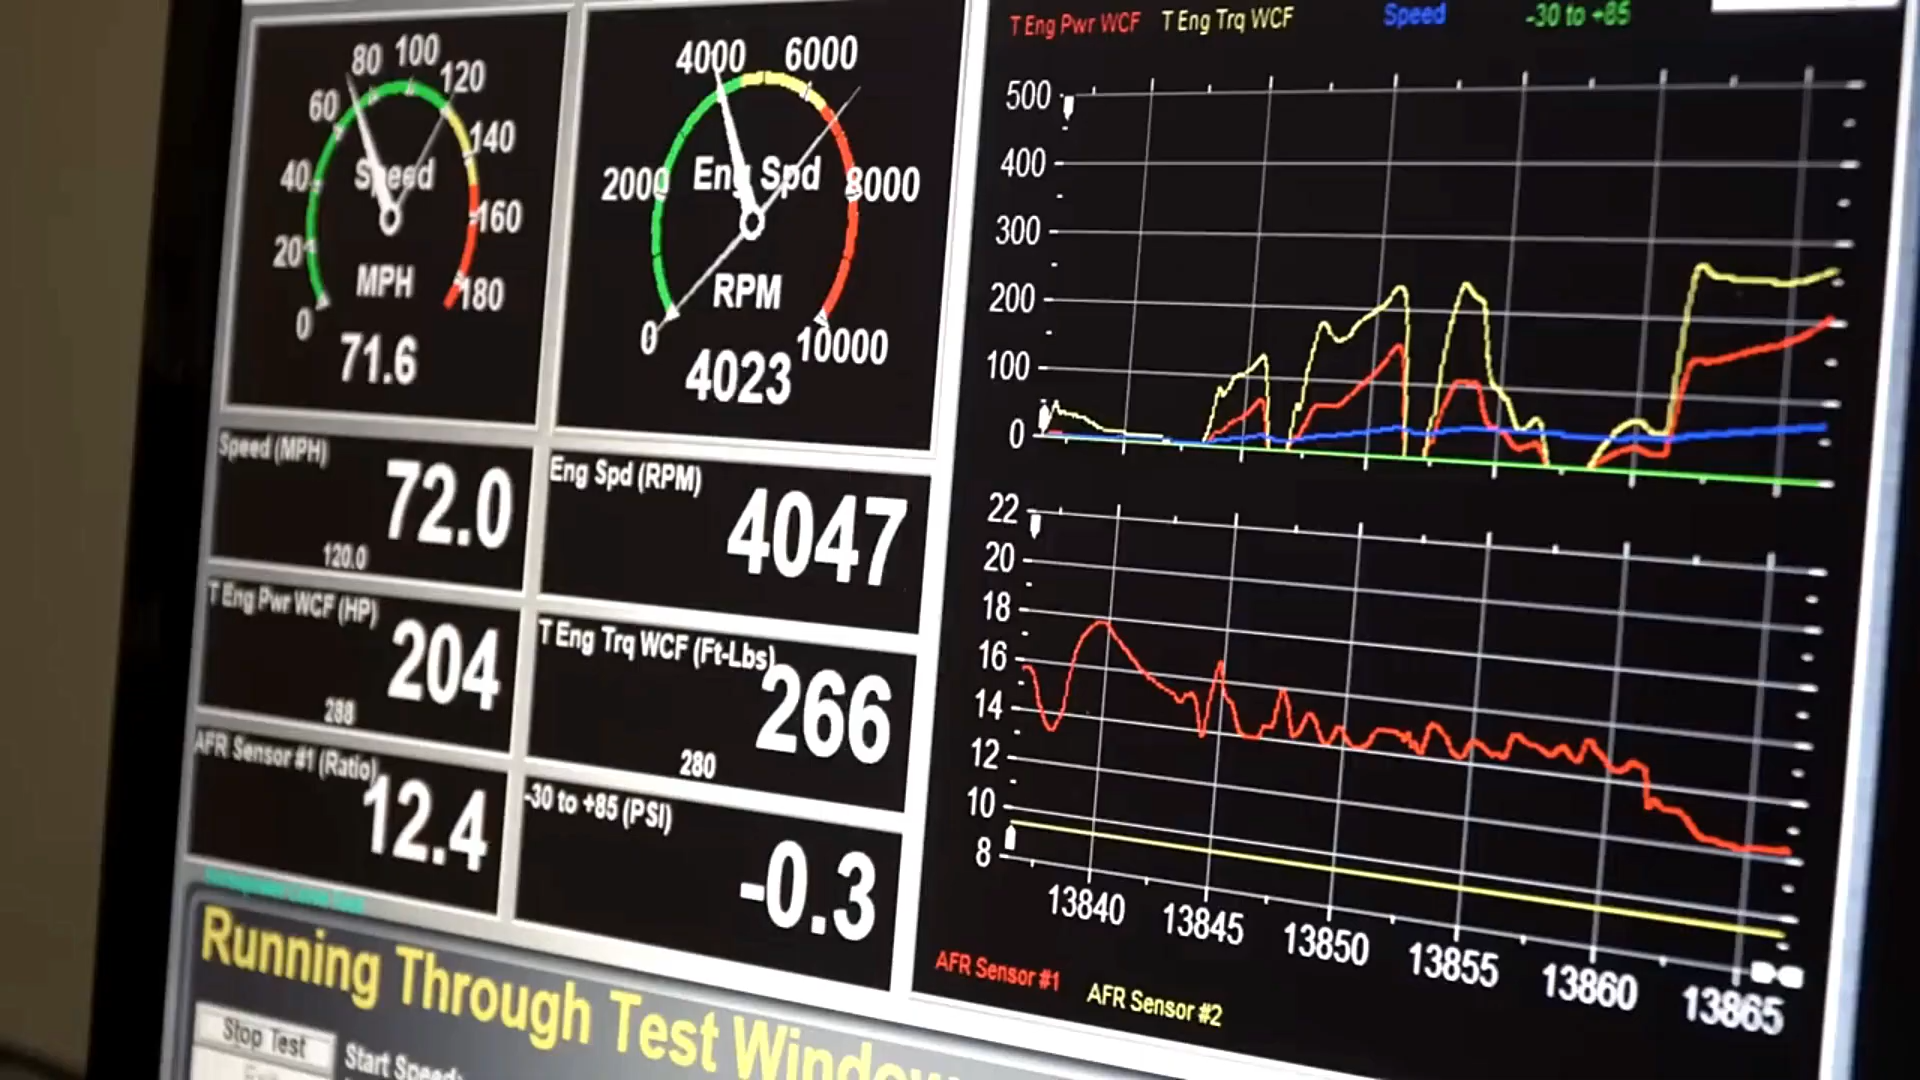 0 20 40 60 80 100 120 140 160 180
Speed
MPH
71.6
0 2000 4000 6000 8000 10000
Eng Spd
RPM
4023
Speed (MPH)
72.0
120.0
Eng Spd (RPM)
4047
T Eng Pwr WCF (HP)
204
288
T Eng Trq WCF (Ft-Lbs)
266
280
AFR Sensor #1 (Ratio)
12.4
-30 to +85 (PSI)
-0.3
Running Through Test Window
Stop Test
Start Speed:
T Eng Pwr WCF T Eng Trq WCF Speed -30 to +85
500
400
300
200
100
0
22
20
18
16
14
12
10
8
13840 13845 13850 13855 13860 13865
AFR Sensor #1 AFR Sensor #2